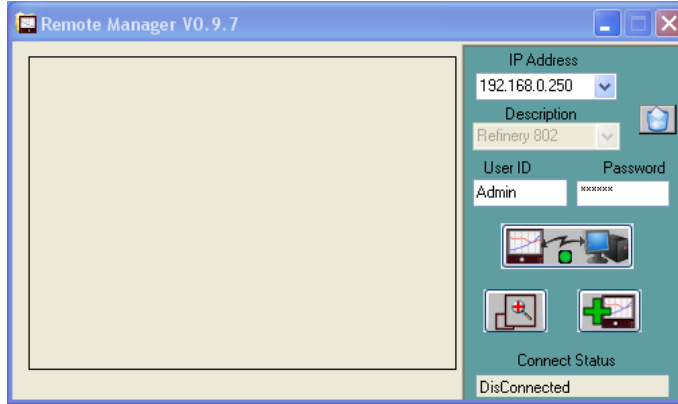 Remote Manager V0.9.7
IP Address
192.168.0.250
Description
Refinery 802
User ID Password
Admin xxxxxx
Connect Status
DisConnected